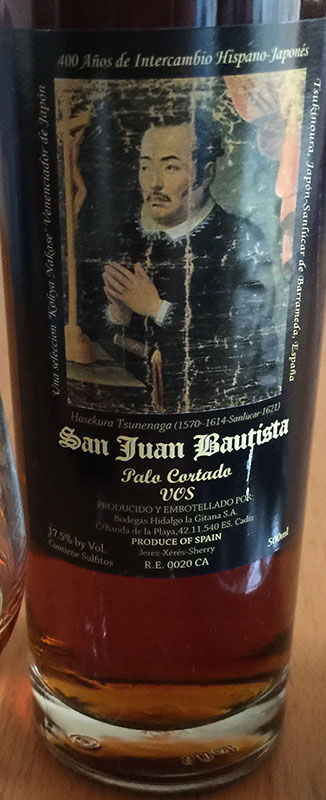 400 Años de Intercambio Hispano-Japonés
Una selección "Kohya Nakase" Venenciador de Japón
Tsukinoura, Japón-Sanlúcar de Barrameda, España
Hasekura Tsunenaga (1570-1614-Sanlucar-1621)
San Juan Bautista
Palo Cortado
VOS
PRODUCIDO Y EMBOTELLADO POR:
Bodegas Hidalgo la Gitana S.A.
C/Banda de la Playa,42.11.540 ES. Cadiz
17.5% by Vol.
Contiene Sulfitos
PRODUCE OF SPAIN
Jerez-Xérès-Sherry
R.E. 0020 CA
500ml